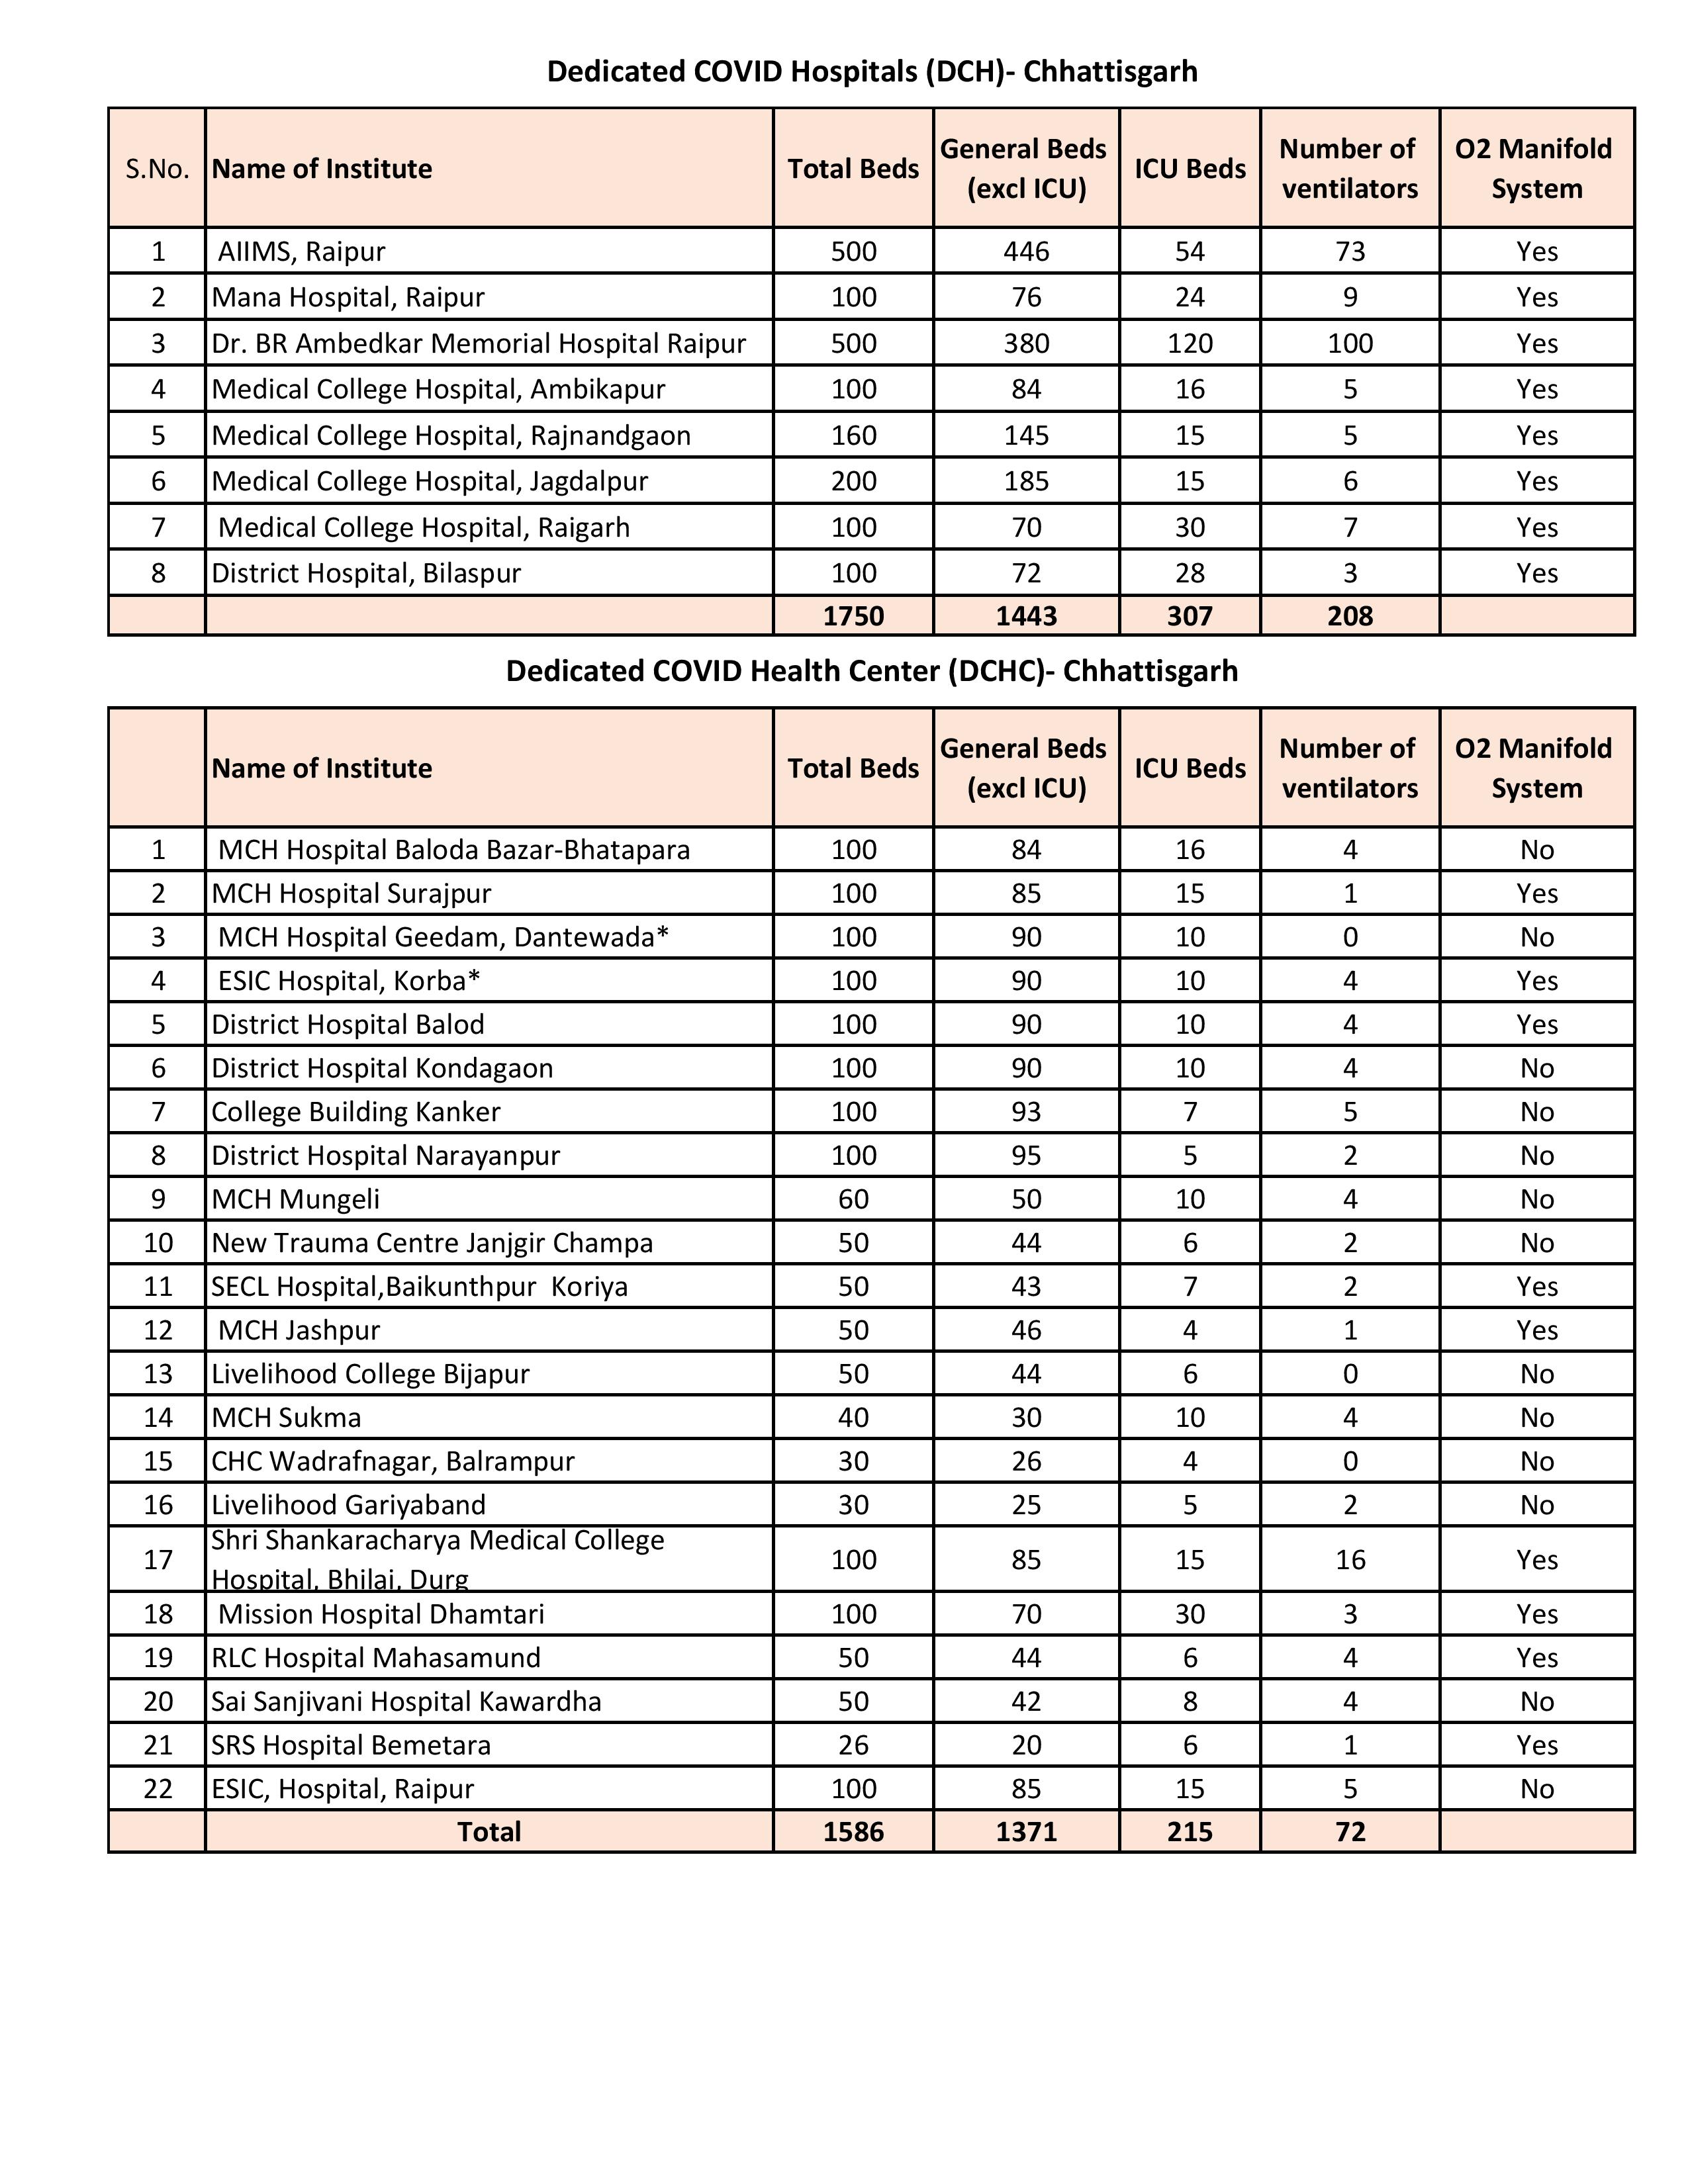 Dedicated COVID Hospitals (DCH)- Chhattisgarh
S.No. Name of Institute Total Beds General Beds (excl ICU) ICU Beds Number of ventilators O2 Manifold System
1 AIIMS, Raipur 500 446 54 73 Yes
2 Mana Hospital, Raipur 100 76 24 9 Yes
3 Dr. BR Ambedkar Memorial Hospital Raipur 500 380 120 100 Yes
4 Medical College Hospital, Ambikapur 100 84 16 5 Yes
5 Medical College Hospital, Rajnandgaon 160 145 15 5 Yes
6 Medical College Hospital, Jagdalpur 200 185 15 6 Yes
7 Medical College Hospital, Raigarh 100 70 30 7 Yes
8 District Hospital, Bilaspur 100 72 28 3 Yes
1750 1443 307 208
Dedicated COVID Health Center (DCHC)- Chhattisgarh
Name of Institute Total Beds General Beds (excl ICU) ICU Beds Number of ventilators O2 Manifold System
1 MCH Hospital Baloda Bazar-Bhatapara 100 84 16 4 No
2 MCH Hospital Surajpur 100 85 15 1 Yes
3 MCH Hospital Geedam, Dantewada* 100 90 10 0 No
4 ESIC Hospital, Korba* 100 90 10 4 Yes
5 District Hospital Balod 100 90 10 4 Yes
6 District Hospital Kondagaon 100 90 10 4 No
7 College Building Kanker 100 93 7 5 No
8 District Hospital Narayanpur 100 95 5 2 No
9 MCH Mungeli 60 50 10 4 No
10 New Trauma Centre Janjgir Champa 50 44 6 2 No
11 SECL Hospital,Baikunthpur  Koriya 50 43 7 2 Yes
12 MCH Jashpur 50 46 4 1 Yes
13 Livelihood College Bijapur 50 44 6 0 No
14 MCH Sukma 40 30 10 4 No
15 CHC Wadrafnagar, Balrampur 30 26 4 0 No
16 Livelihood Gariyaband 30 25 5 2 No
17 Shri Shankaracharya Medical College Hospital, Bhilai, Durg 100 85 15 16 Yes
18 Mission Hospital Dhamtari 100 70 30 3 Yes
19 RLC Hospital Mahasamund 50 44 6 4 Yes
20 Sai Sanjivani Hospital Kawardha 50 42 8 4 No
21 SRS Hospital Bemetara 26 20 6 1 Yes
22 ESIC, Hospital, Raipur 100 85 15 5 No
Total 1586 1371 215 72